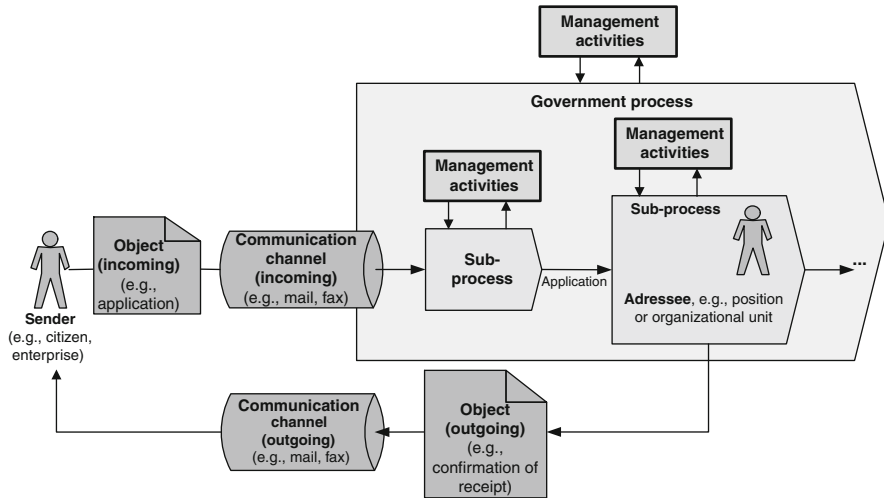 Management
activities
Government process
Management
activities
Management
activities
Sub-process
Object
(incoming)
(e.g.,
application)
Communication
channel
(incoming)
(e.g., mail, fax)
Sub-
process
Application
Adressee, e.g., position
or organizational unit
...
Sender
(e.g., citizen,
enterprise)
Communication
channel
(outgoing)
(e.g., mail, fax)
Object
(outgoing)
(e.g.,
confirmation of
receipt)